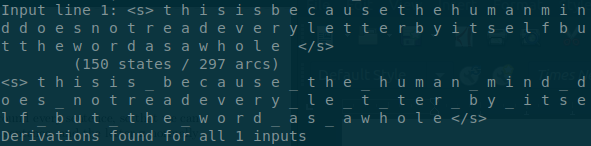 Input line 1: <s> t h i s i s b e c a u s e t h e h u m a n m i n
d d o e s n o t r e a d e v e r y l e t t e r b y i t s e l f b u
t t h e w o r d a s a w h o l e </s>
(150 states / 297 arcs)
<s> t h i s i s _ b e c a u s e _ t h e _ h u m a n _ m i n d _ d
o e s _ n o t r e a d e v e r y _ l e _ t _ t e r _ b y _ i t s e
l f _ b u t _ t h e _ w o r d _ a s _ a w h o l e </s>
Derivations found for all 1 inputs